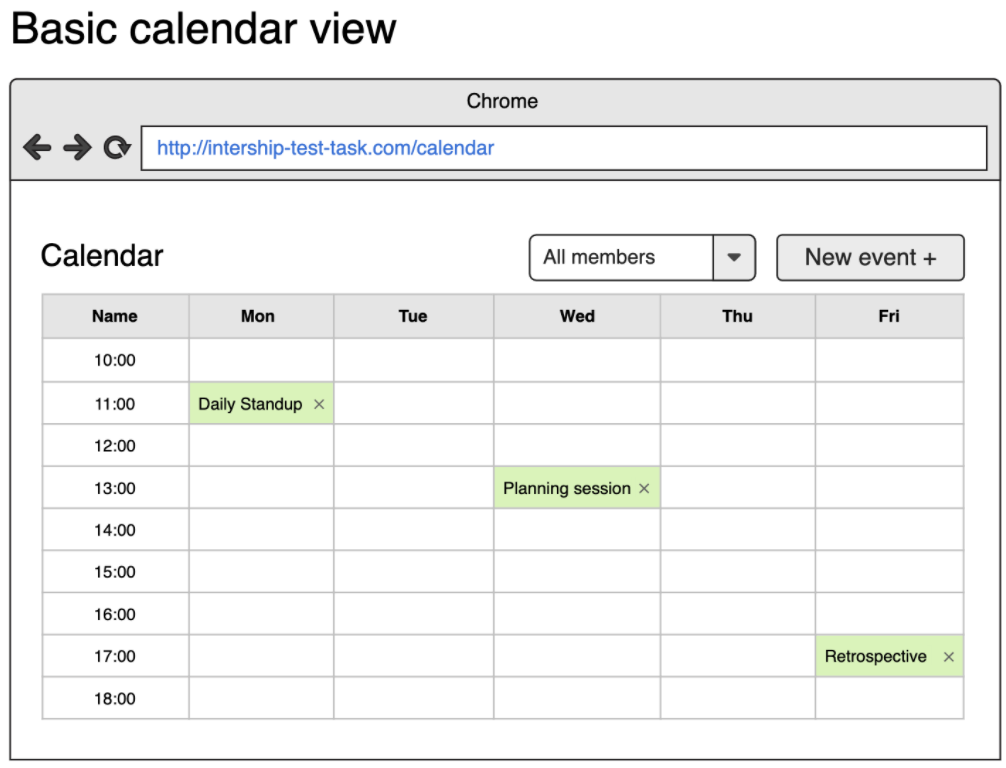 Basic calendar view
Chrome
http://intership-test-task.com/calendar
Calendar
All members
New event +
Name Mon Tue Wed Thu Fri
10:00
11:00 Daily Standup ×
12:00
13:00 Planning session ×
14:00
15:00
16:00
17:00 Retrospective ×
18:00